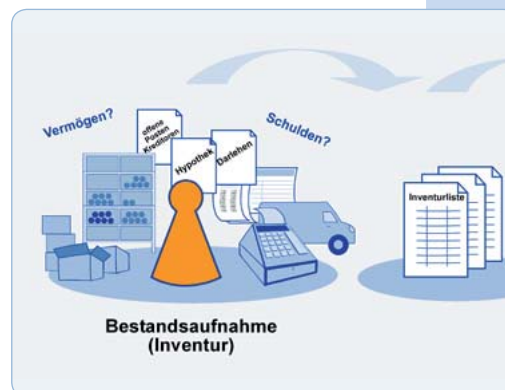 Vermögen?
offene
Posten
Kreditoren
Hypothek
Darlehen
Schulden?
Inventurliste
Bestandsaufnahme
(Inventur)